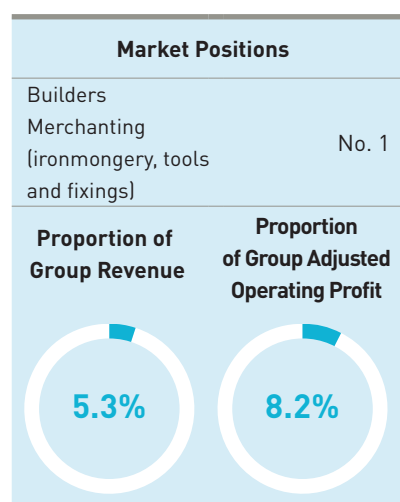 Market Positions
Builders
Merchanting
(ironmongery, tools
and fixings)
No. 1
Proportion of
Group Revenue
Proportion
of Group Adjusted
Operating Profit
5.3%
8.2%